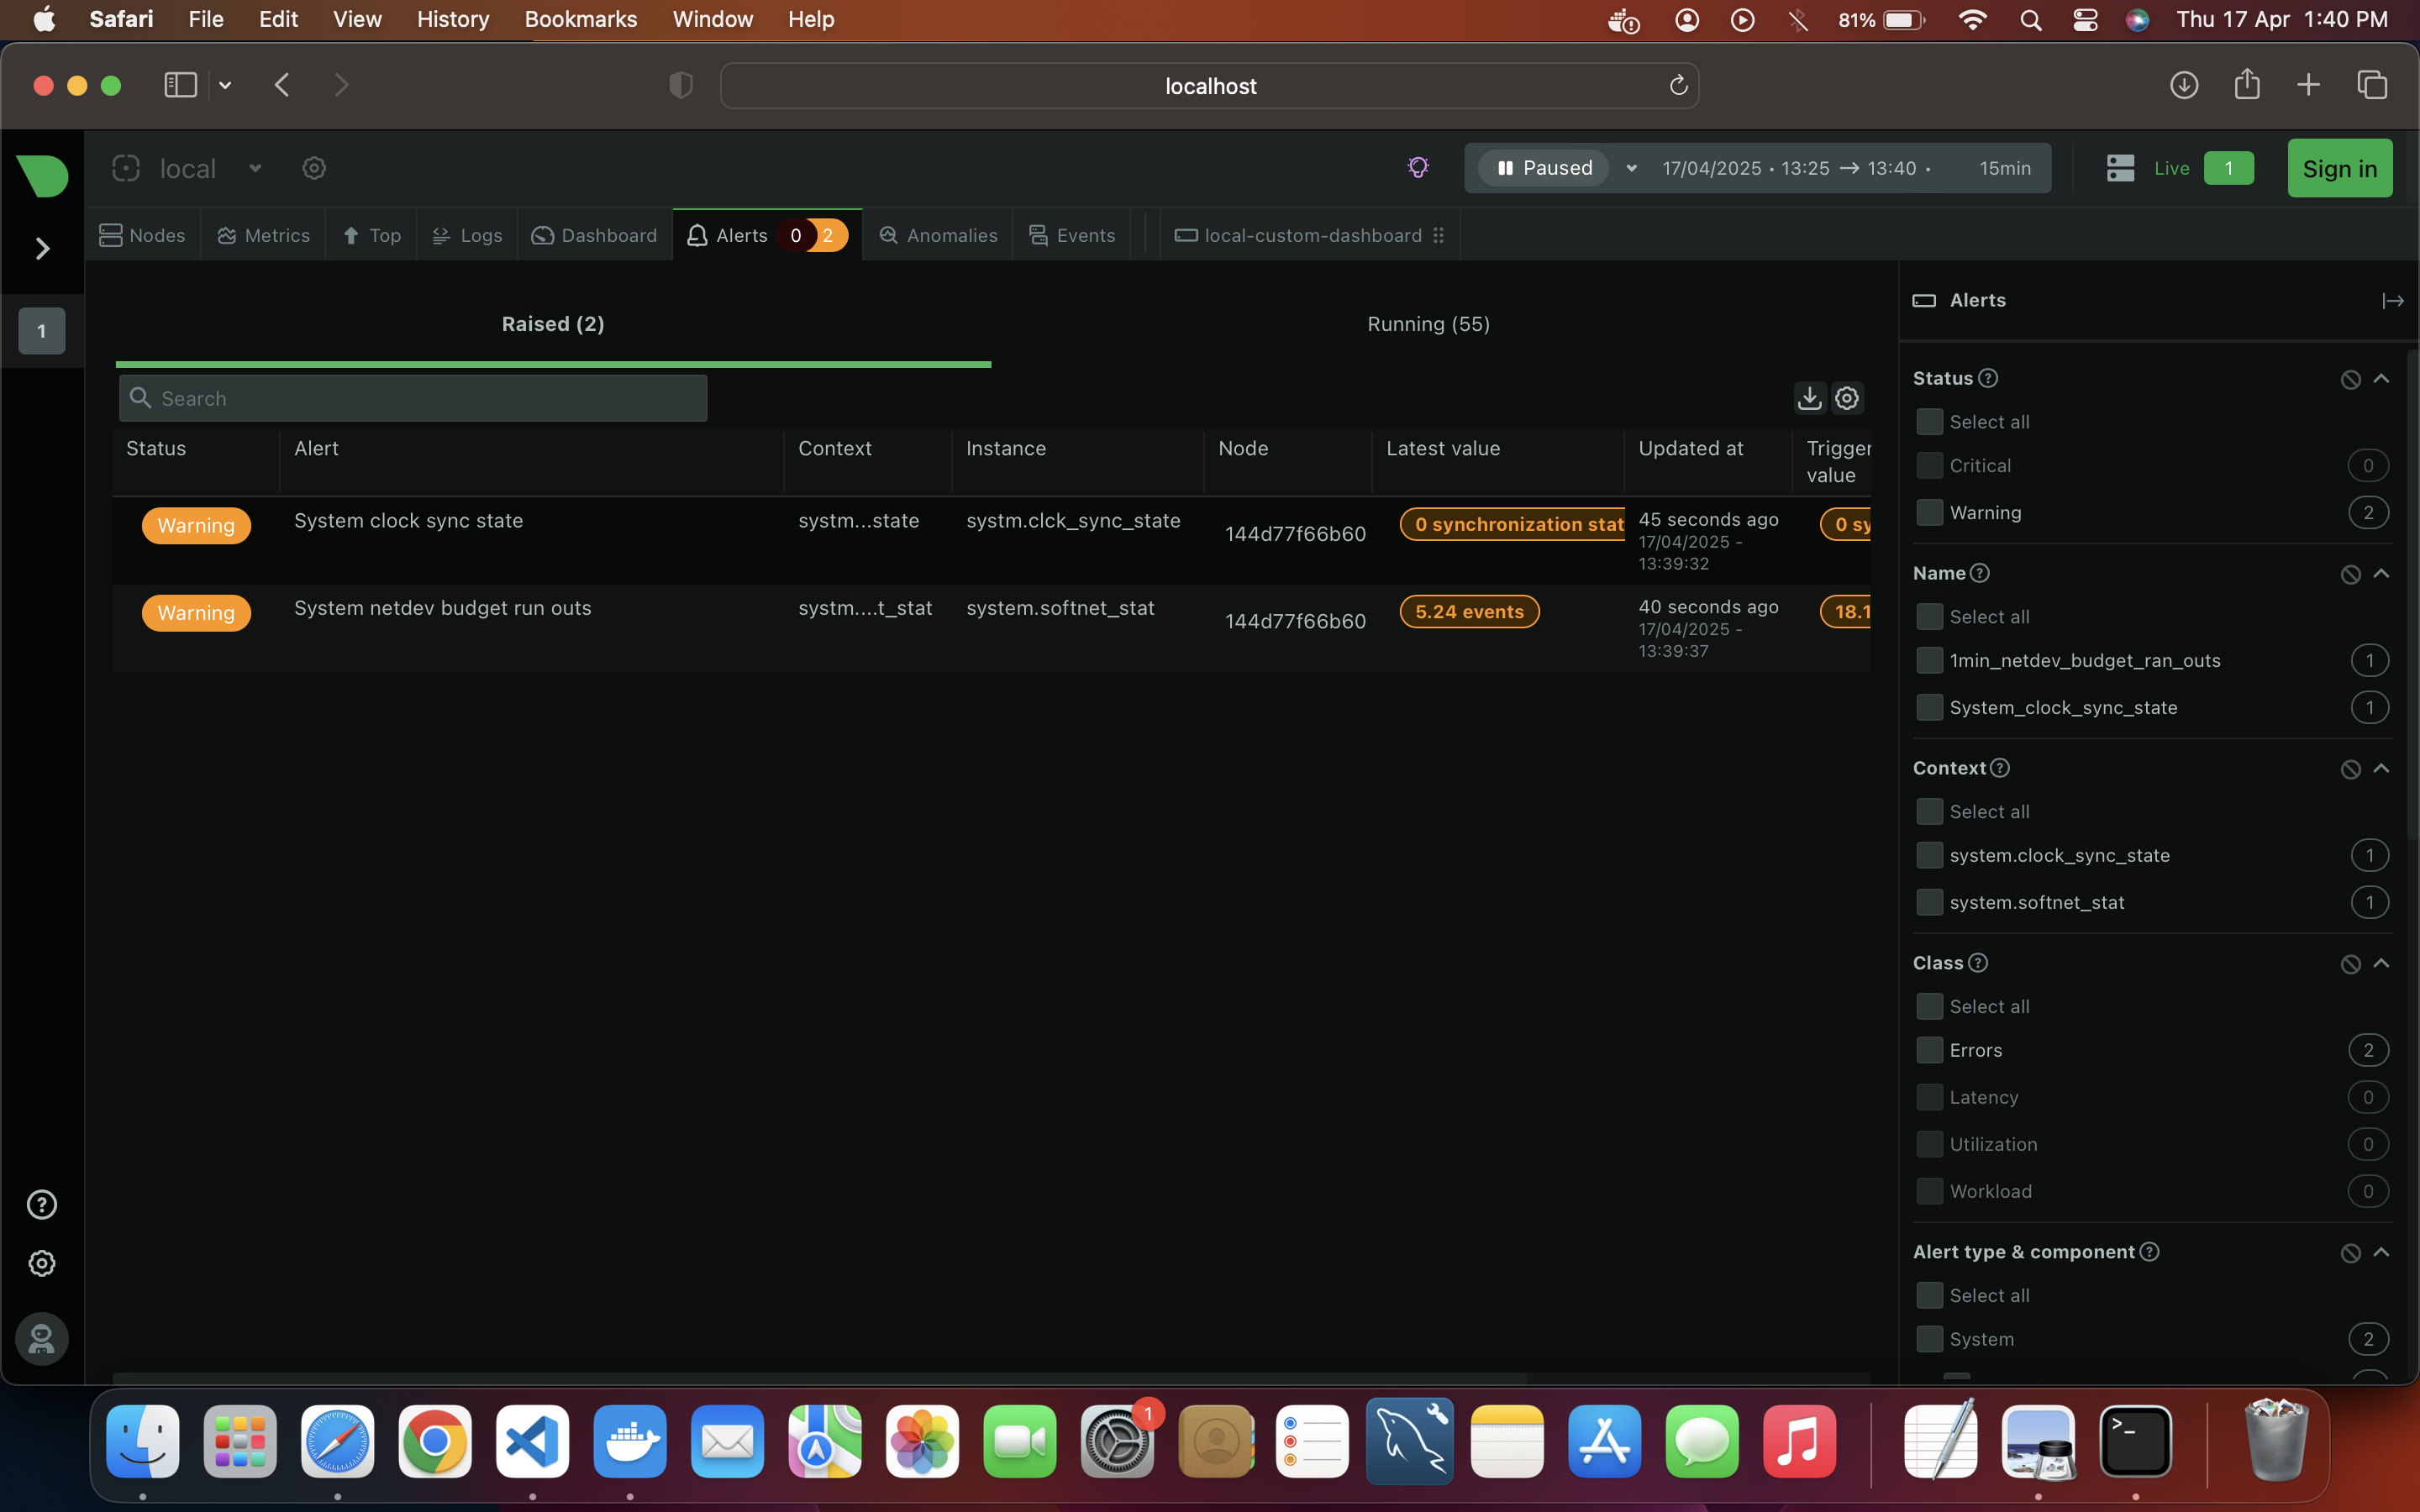 Safari File Edit View History Bookmarks Window Help 81% Thu 17 Apr 1:40 PM
localhost
local Paused 17/04/2025 • 13:25 → 13:40 • 15min Live 1 Sign in
Nodes Metrics Top Logs Dashboard Alerts 0 2 Anomalies Events local-custom-dashboard
1
Raised (2) Running (55)
Search
Status Alert Context Instance Node Latest value Updated at Trigger
value
Warning System clock sync state systm...state systm.clck_sync_state 144d77f66b60 0 synchronization stat 45 seconds ago 0 sy
17/04/2025 -
13:39:32
Warning System netdev budget run outs systm....t_stat system.softnet_stat 144d77f66b60 5.24 events 40 seconds ago 18.1
17/04/2025 -
13:39:37
Alerts
Status ?
Select all
Critical 0
Warning 2
Name ?
Select all
1min_netdev_budget_ran_outs 1
System_clock_sync_state 1
Context ?
Select all
system.clock_sync_state 1
system.softnet_stat 1
Class ?
Select all
Errors 2
Latency 0
Utilization 0
Workload 0
Alert type & component ?
Select all
System 2
?
1
>_